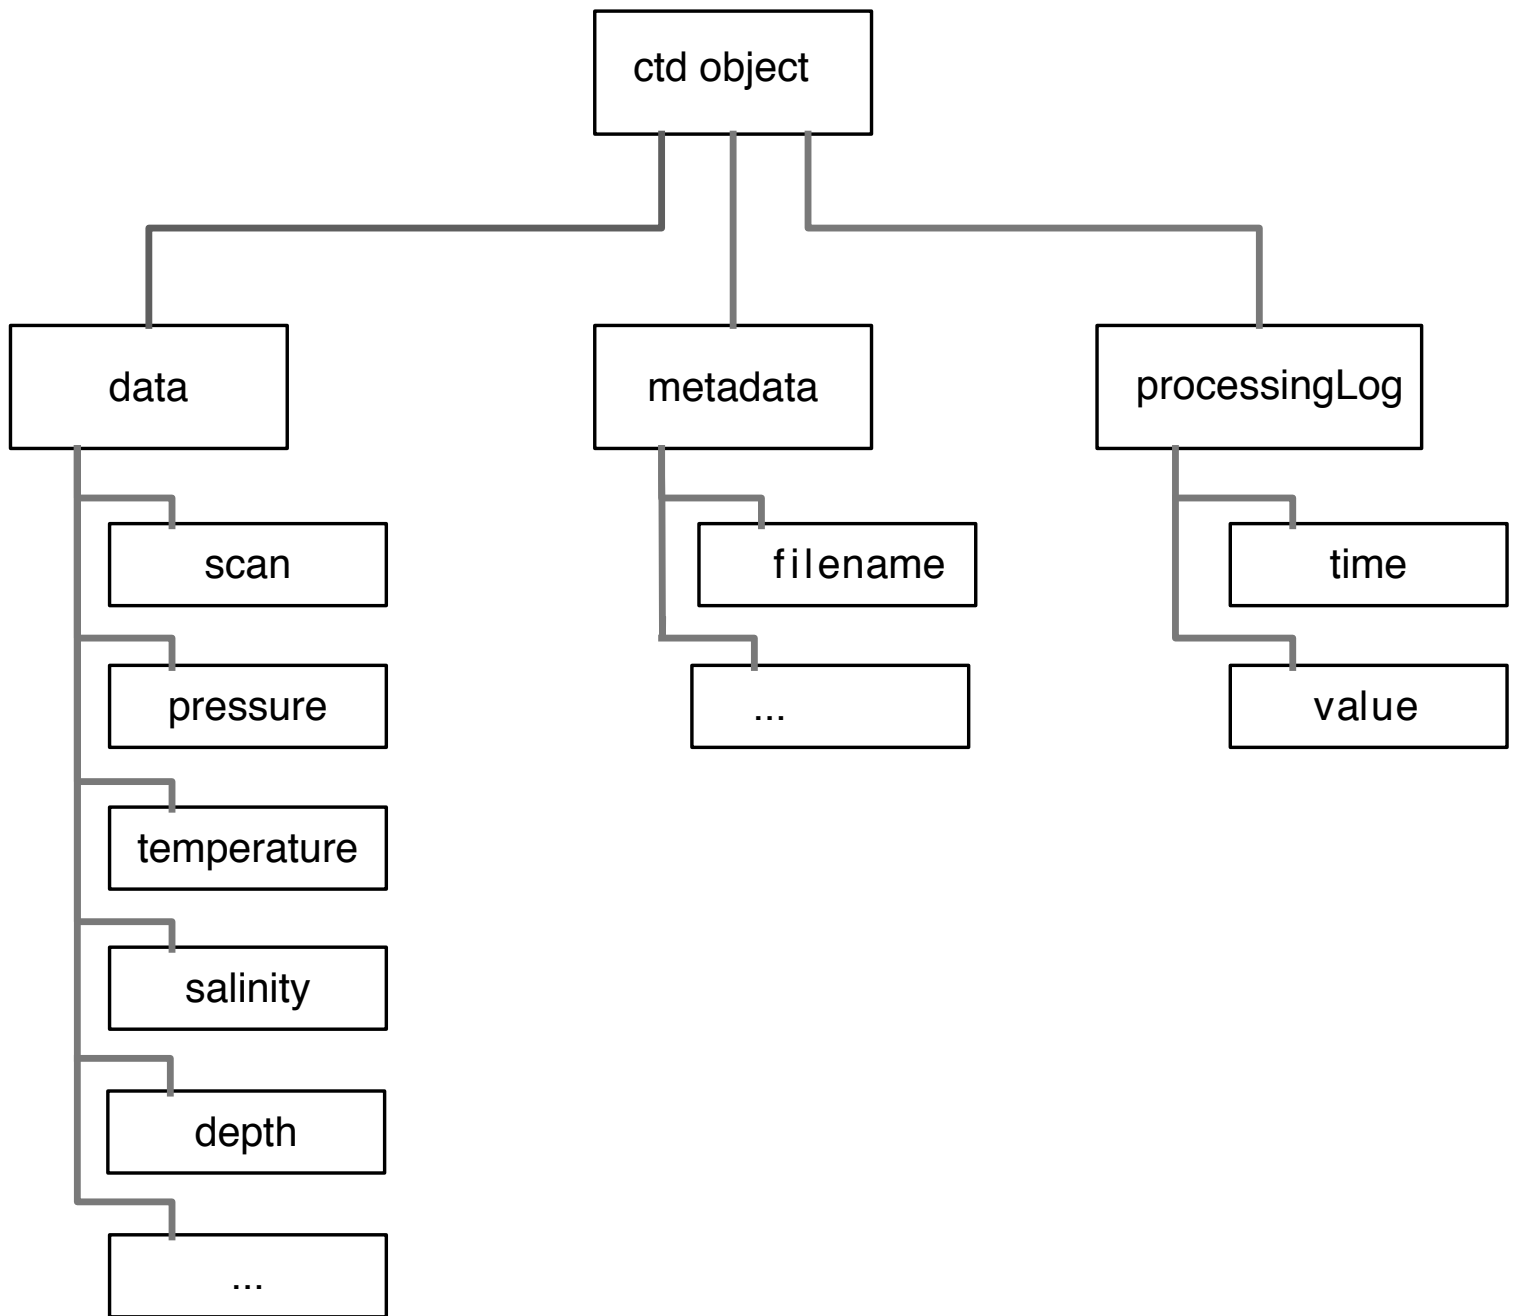 ctd object
data
metadata
processingLog
scan
filename
time
pressure
...
value
temperature
salinity
depth
...